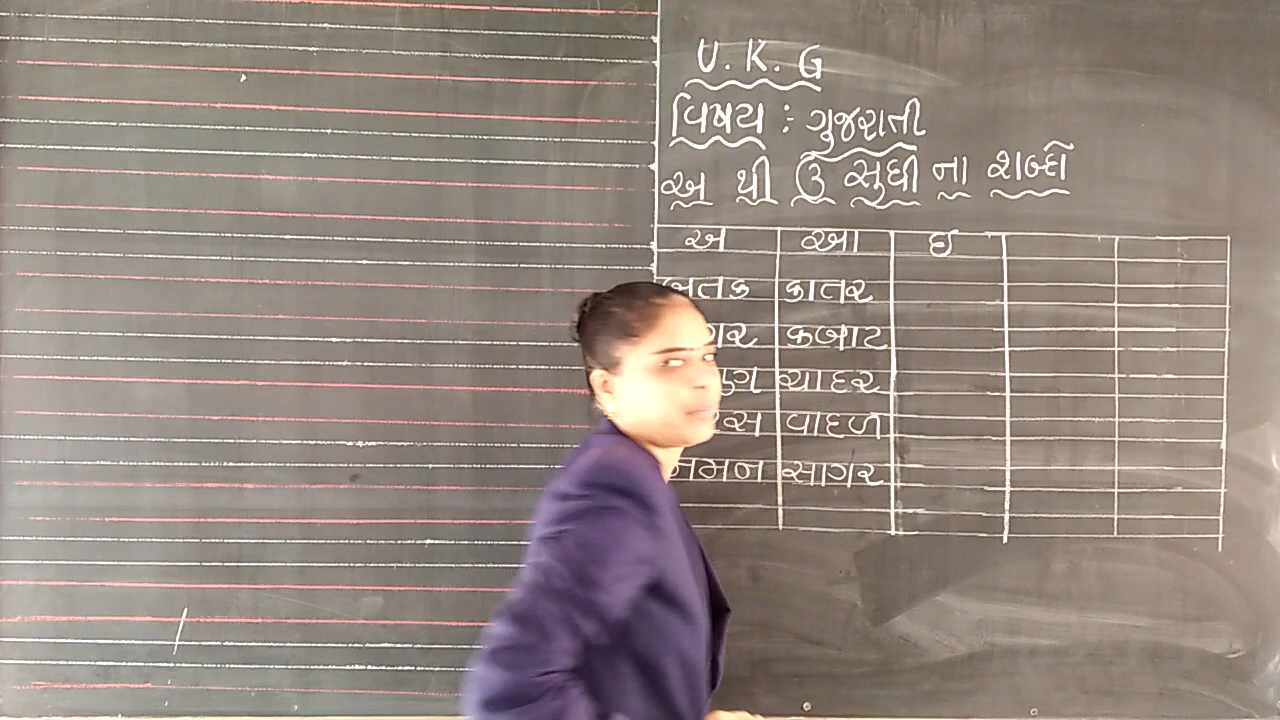 U. K. G
વિષય : ગુજરાતી
અ થી ઉ સુધી ના શબ્દો
અ આ ઇ
કાતર
કબાટ
ચાદર
વાદળ
સાગર